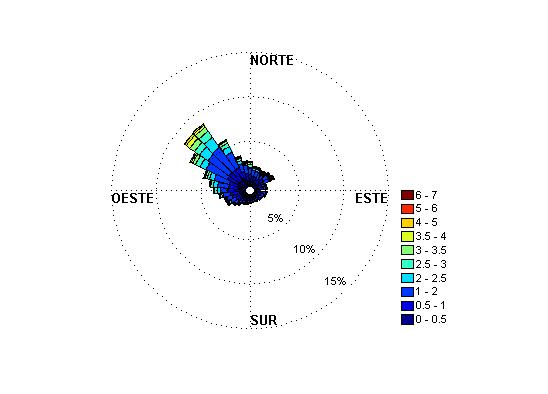 NORTE
OESTE
ESTE
5%
10%
15%
SUR
6 - 7
5 - 6
4 - 5
3.5 - 4
3 - 3.5
2.5 - 3
2 - 2.5
1 - 2
0.5 - 1
0 - 0.5